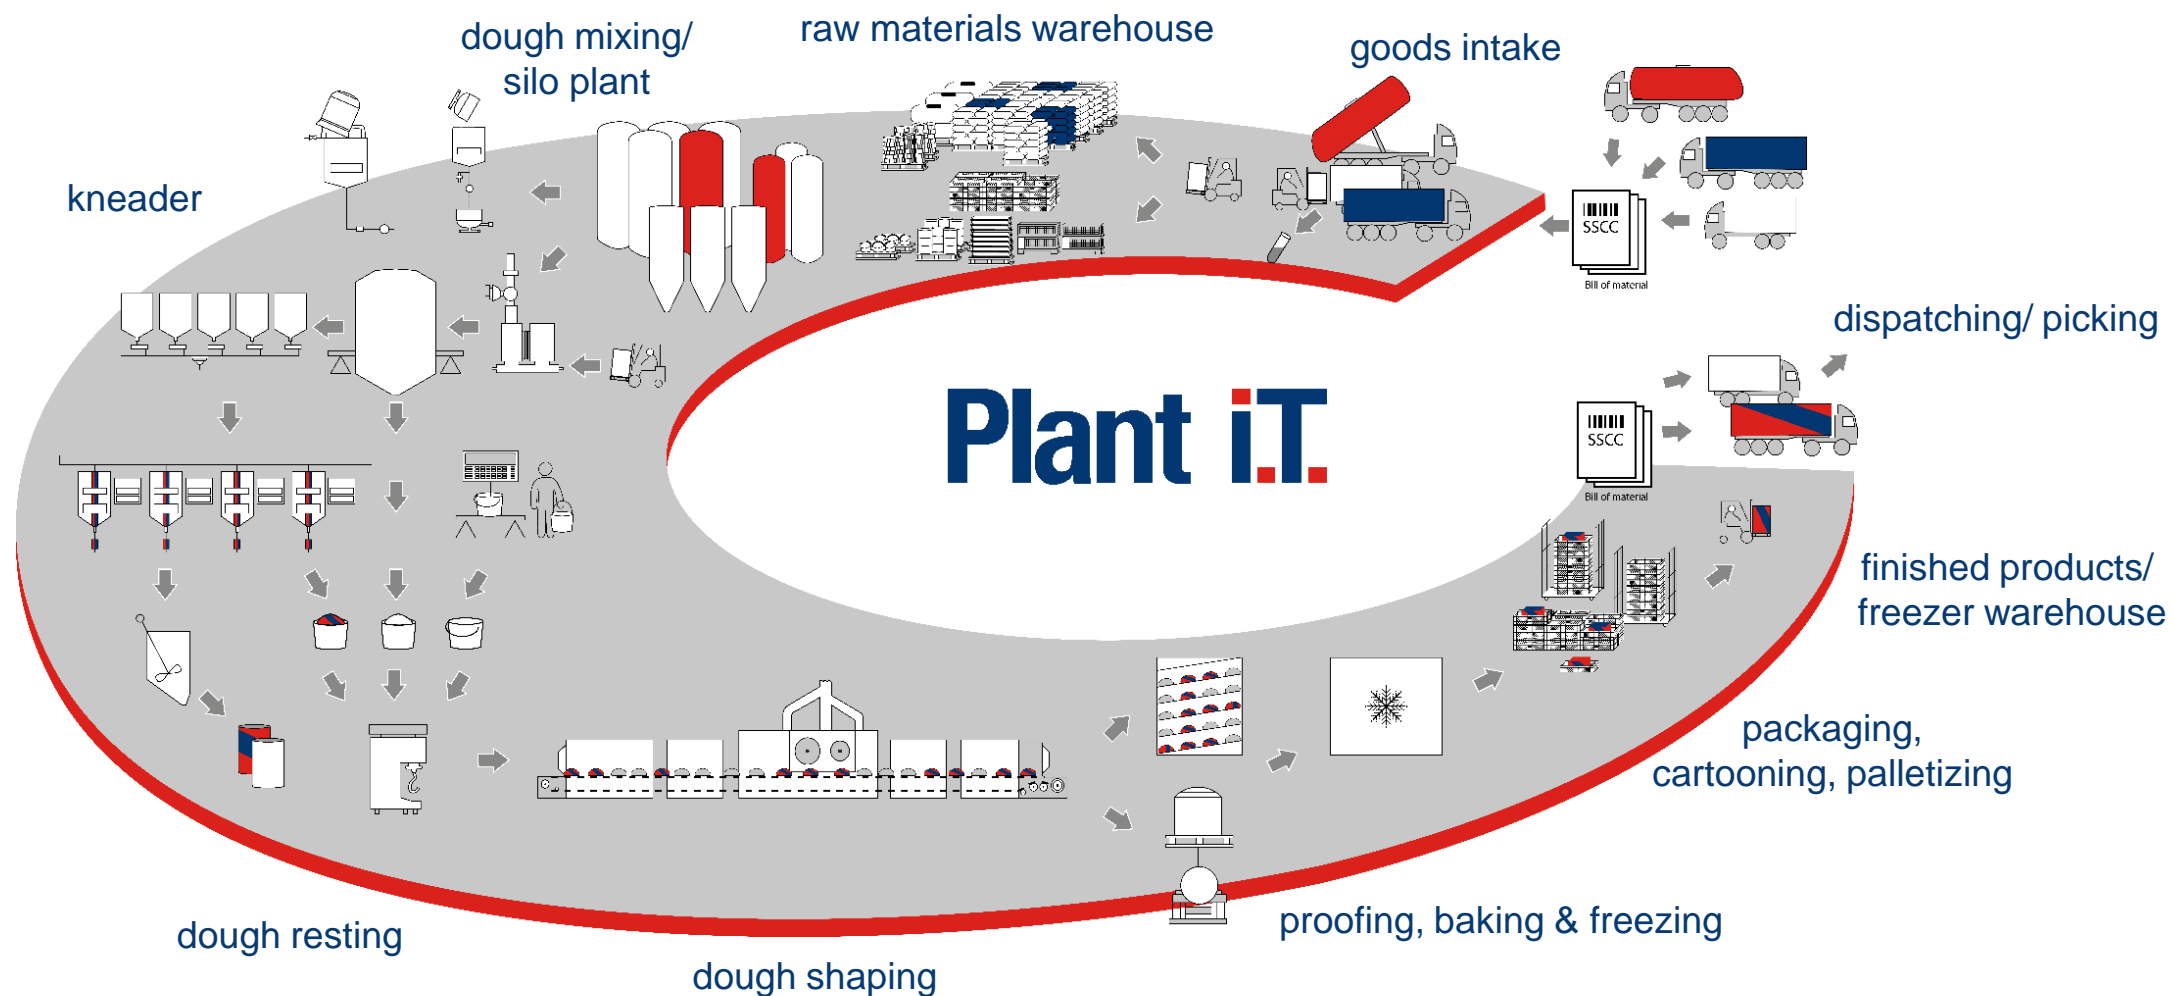 dough mixing/
silo plant
raw materials warehouse
goods intake
kneader
SSCC
Bill of material
dispatching/ picking
Plant i.T.
SSCC
Bill of material
finished products/
freezer warehouse
packaging,
cartooning, palletizing
proofing, baking & freezing
dough resting
dough shaping